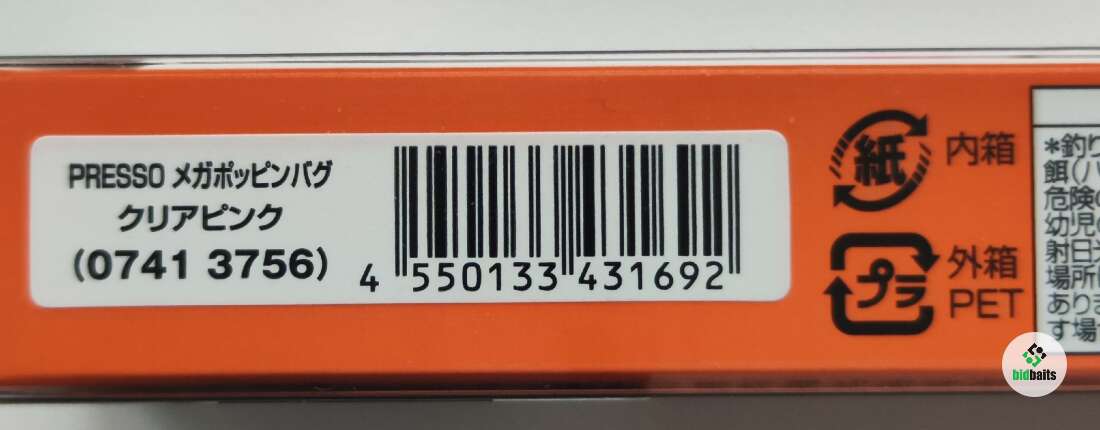 PRESSO メガポッピンバグ
クリアピンク
(0741 3756)
4 550133 431692
紙 内箱
プラ 外箱
PET
*釣り
餌(バ
危険の
幼児の
射日光
場所に
ありま
す場
bidbaits